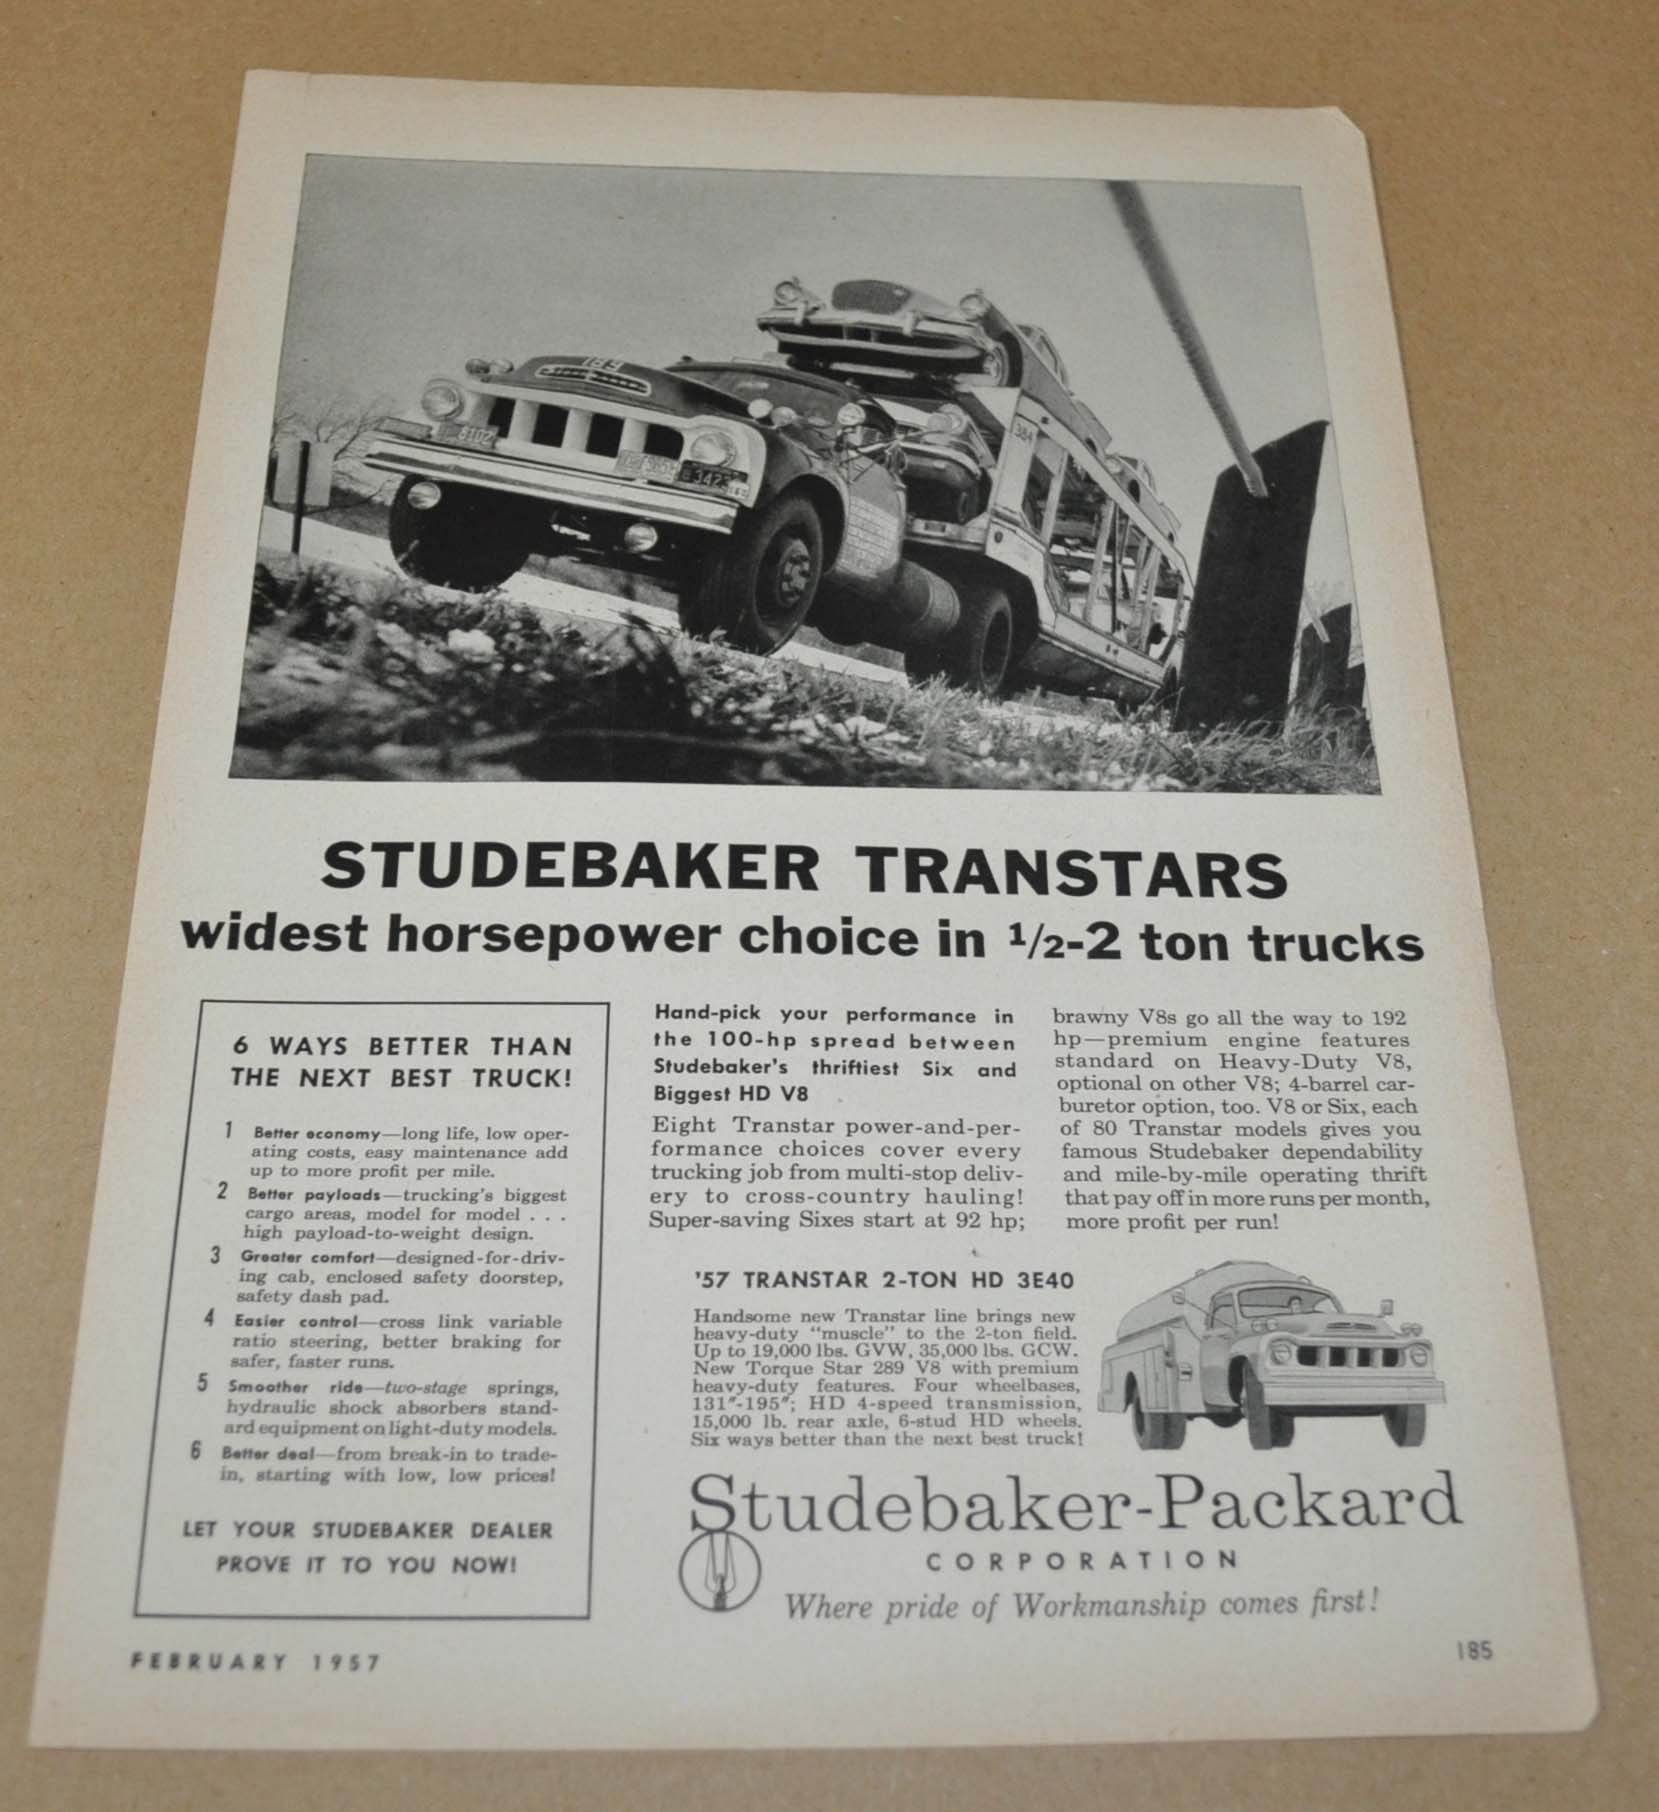 183
8102
3423
384
STUDEBAKER TRANSTARS
widest horsepower choice in 1/2-2 ton trucks
6 WAYS BETTER THAN
THE NEXT BEST TRUCK!
1 Better economy—long life, low oper-
ating costs, easy maintenance add
up to more profit per mile.
2 Better payloads—trucking's biggest
cargo areas, model for model . . .
high payload-to-weight design.
3 Greater comfort—designed-for-driv-
ing cab, enclosed safety doorstep,
safety dash pad.
4 Easier control—cross link variable
ratio steering, better braking for
safer, faster runs.
5 Smoother ride—two-stage springs,
hydraulic shock absorbers stand-
ard equipment on light-duty models.
6 Better deal—from break-in to trade-
in, starting with low, low prices!
LET YOUR STUDEBAKER DEALER
PROVE IT TO YOU NOW!
Hand-pick your performance in
the 100-hp spread between
Studebaker's thriftiest Six and
Biggest HD V8
Eight Transtar power-and-per-
formance choices cover every
trucking job from multi-stop deliv-
ery to cross-country hauling!
Super-saving Sixes start at 92 hp;
brawny V8s go all the way to 192
hp—premium engine features
standard on Heavy-Duty V8,
optional on other V8; 4-barrel car-
buretor option, too. V8 or Six, each
of 80 Transtar models gives you
famous Studebaker dependability
and mile-by-mile operating thrift
that pay off in more runs per month,
more profit per run!
'57 TRANSTAR 2-TON HD 3E40
Handsome new Transtar line brings new
heavy-duty "muscle" to the 2-ton field.
Up to 19,000 lbs. GVW, 35,000 lbs. GCW.
New Torque Star 289 V8 with premium
heavy-duty features. Four wheelbases,
131″-195″; HD 4-speed transmission,
15,000 lb. rear axle, 6-stud HD wheels.
Six ways better than the next best truck!
Studebaker-Packard
CORPORATION
Where pride of Workmanship comes first!
FEBRUARY 1957
185